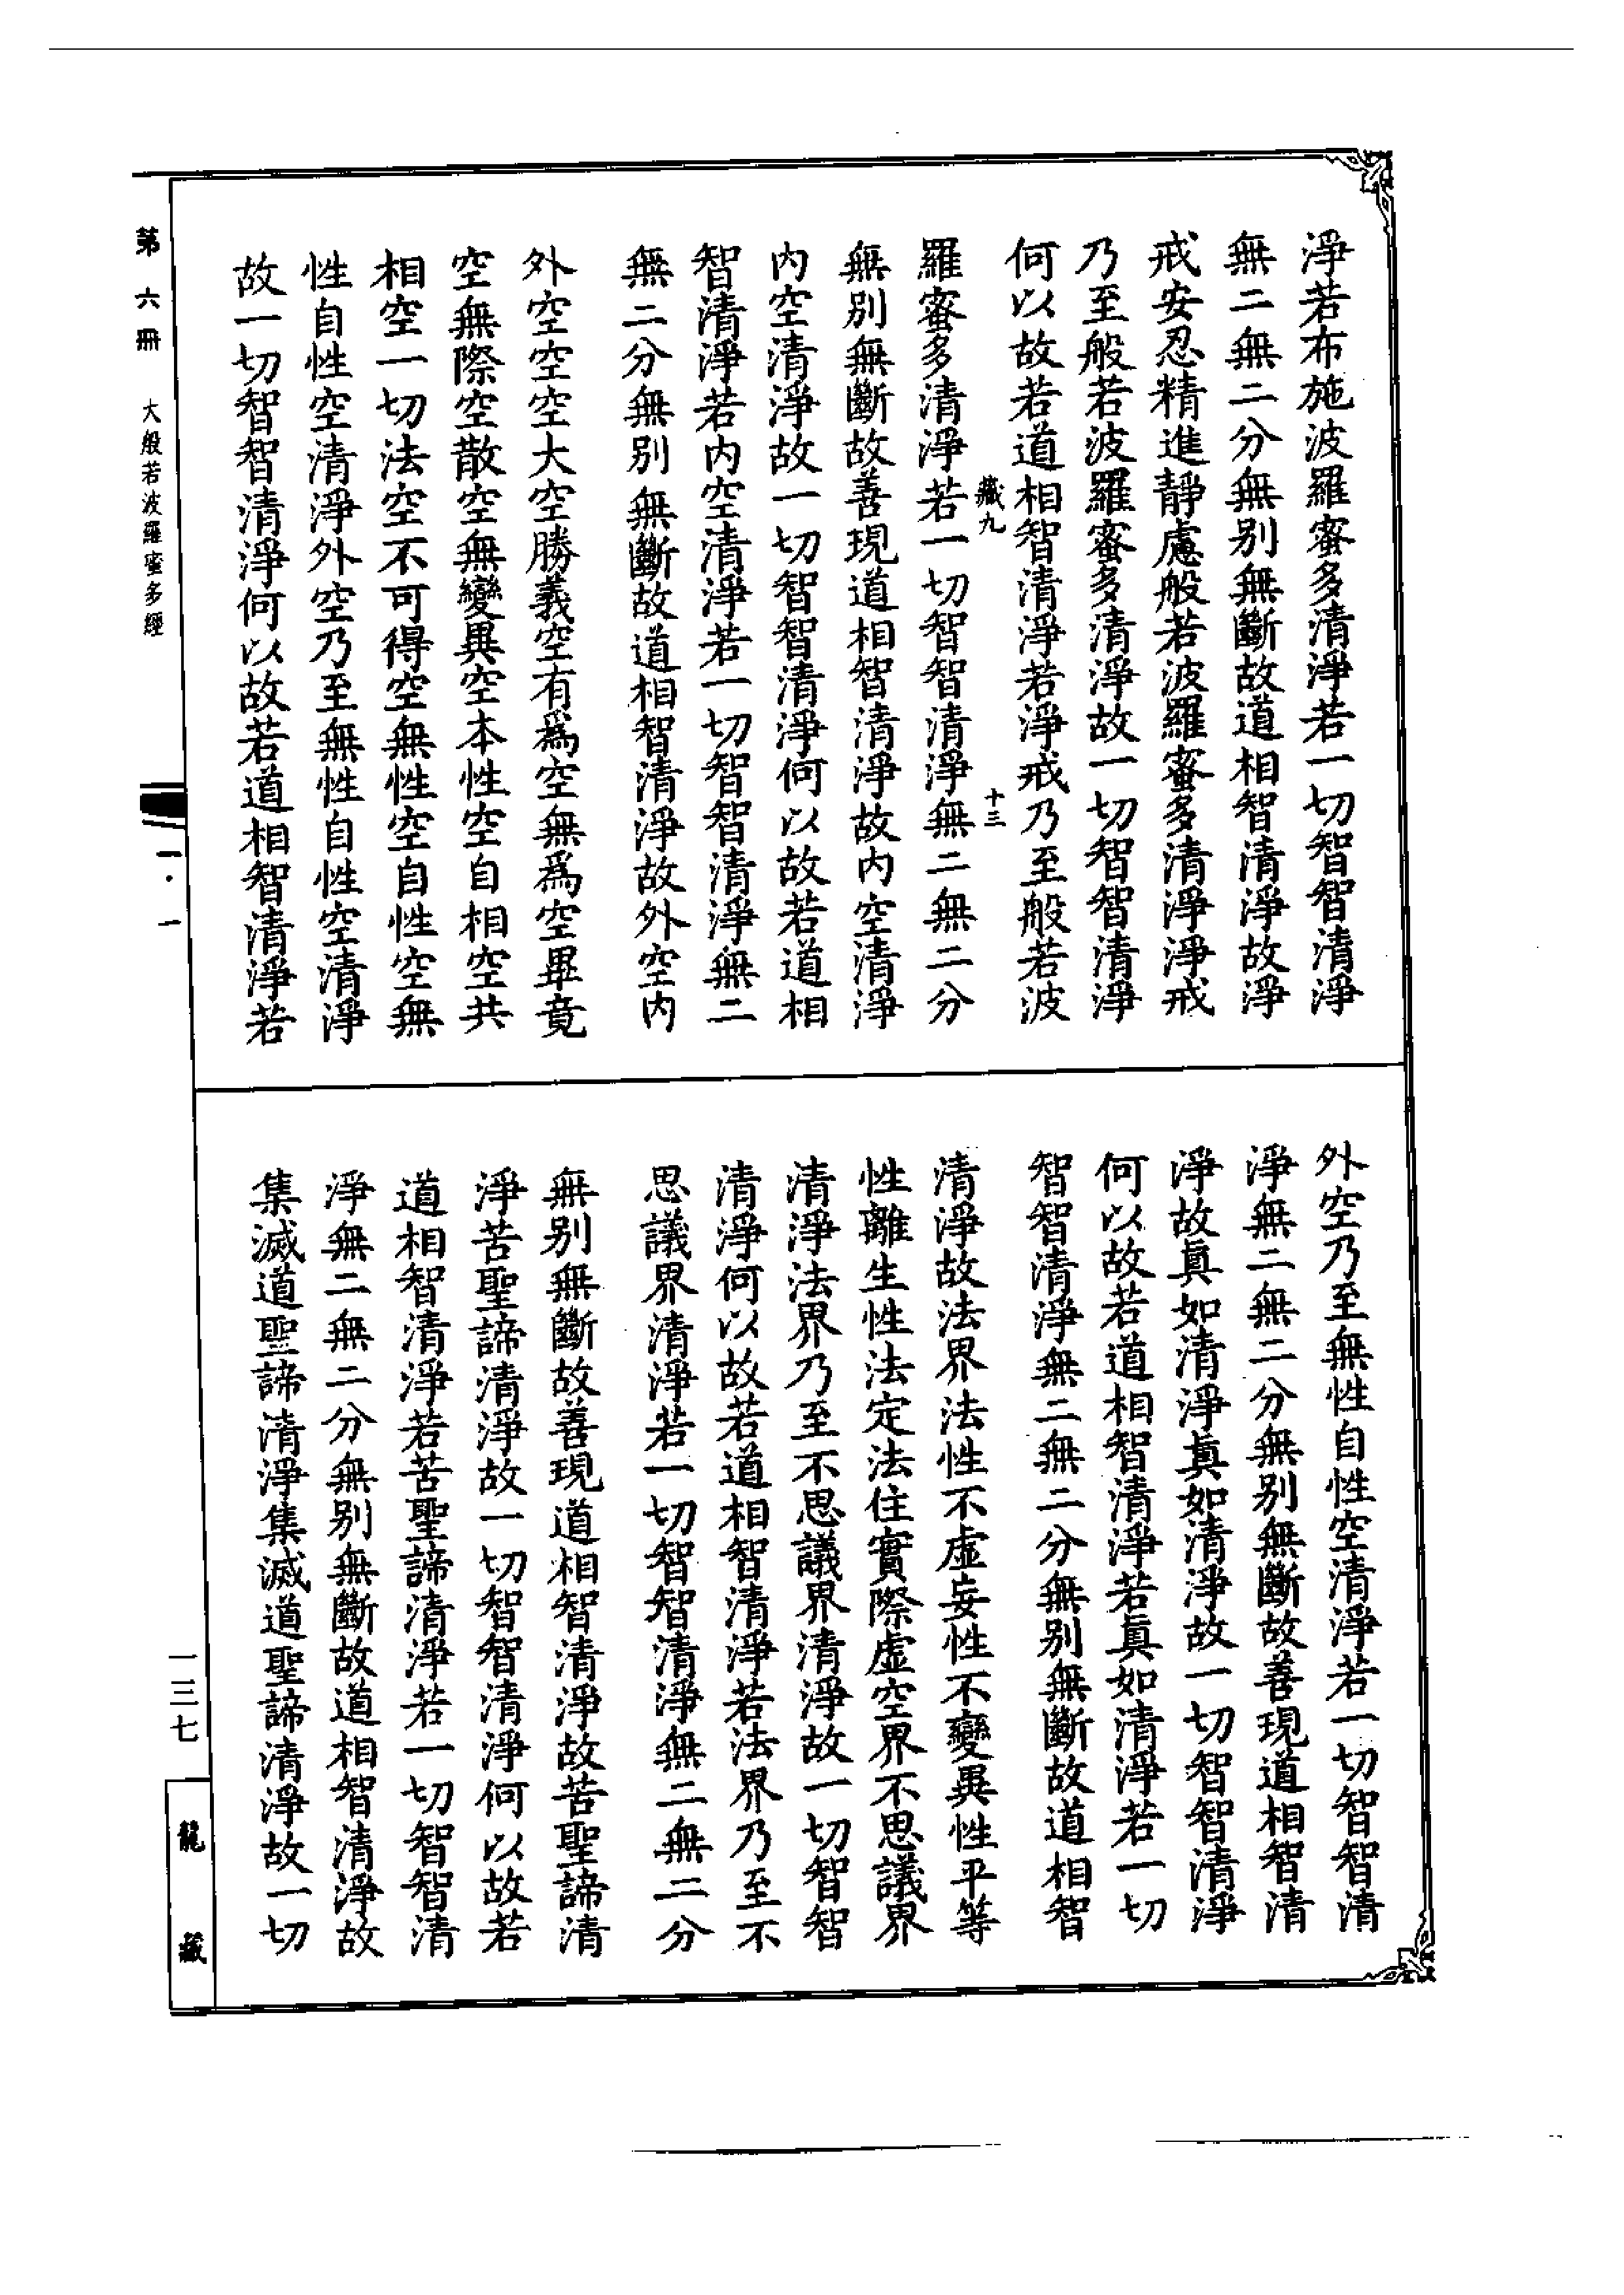 淨若布施波羅蜜多清淨若一切智智清淨
無二無二分無别無斷故道相智清淨故淨
戒安忍精進靜慮般若波羅蜜多清淨淨戒
乃至般若波羅蜜多清淨故一切智智清淨
何以故若道相智清淨若淨戒乃至般若波
藏九
十三
羅蜜多清淨若一切智智清淨無二無二分
無别無斷故善現道相智清淨故内空清淨
内空清淨故一切智智清淨何以故若道相
智清淨若内空清淨若一切智智清淨無二
無二分無别無斷故道相智清淨故外空内
外空空空大空勝義空有爲空無爲空畢竟
空無際空散空無變異空本性空自相空共
相空一切法空不可得空無性空自性空無
性自性空清淨外空乃至無性自性空清淨
故一切智智清淨何以故若道相智清淨若
外空乃至無性自性空清淨若一切智智清
淨無二無二分無别無斷故善現道相智清
淨故真如清淨真如清淨故一切智智清淨
何以故若道相智清淨若真如清淨若一切
智智清淨無二無二分無别無斷故道相智
清淨故法界法性不虛妄性不變異性平等
性離生性法定法住實際虛空界不思議界
清淨法界乃至不思議界清淨故一切智智
清淨何以故若道相智清淨若法界乃至不
思議界清淨若一切智智清淨無二無二分
無别無斷故善現道相智清淨故苦聖諦清
淨苦聖諦清淨故一切智智清淨何以故若
道相智清淨若苦聖諦清淨若一切智智清
淨無二無二分無别無斷故道相智清淨故
集滅道聖諦清淨集滅道聖諦清淨故一切
第六冊 大般若波羅蜜多經
一·一
一三七
龍藏